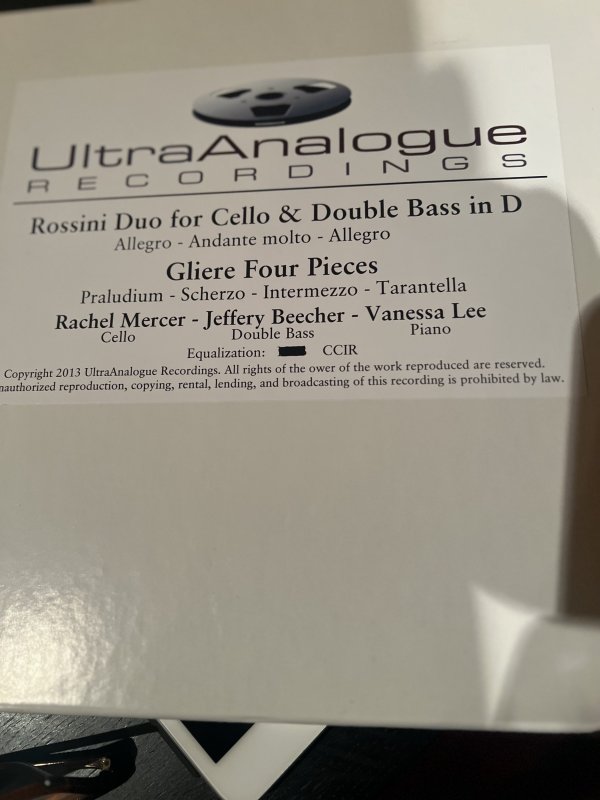 UltraAnalogue
RECORDINGS
Rossini Duo for Cello & Double Bass in D
Allegro - Andante molto - Allegro
Gliere Four Pieces
Praludium - Scherzo - Intermezzo - Tarantella
Rachel Mercer - Jeffery Beecher - Vanessa Lee
Cello Double Bass Piano
Equalization: CCIR
Copyright 2013 UltraAnalogue Recordings. All rights of the ower of the work reproduced are reserved.
nauthorized reproduction, copying, rental, lending, and broadcasting of this recording is prohibited by law.